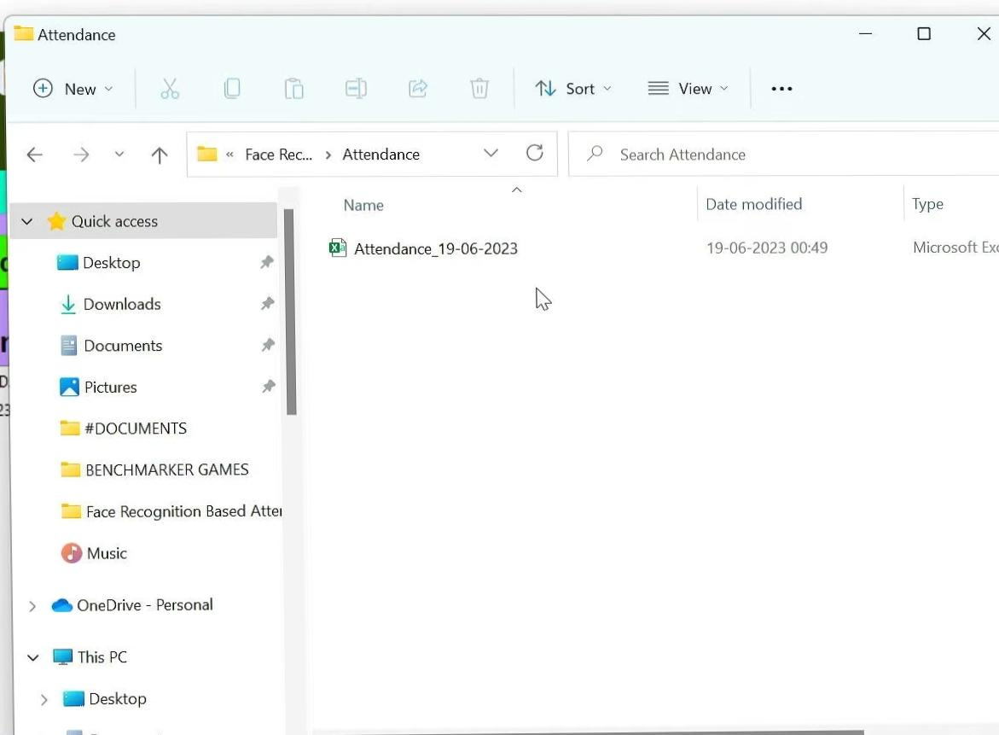 Attendance
New
Sort
View
Face Rec...
Attendance
Search Attendance
Name
Date modified
Type
Attendance_19-06-2023
19-06-2023 00:49
Microsoft Exc
Quick access
Desktop
Downloads
Documents
Pictures
#DOCUMENTS
BENCHMARKER GAMES
Face Recognition Based Atter
Music
OneDrive - Personal
This PC
Desktop